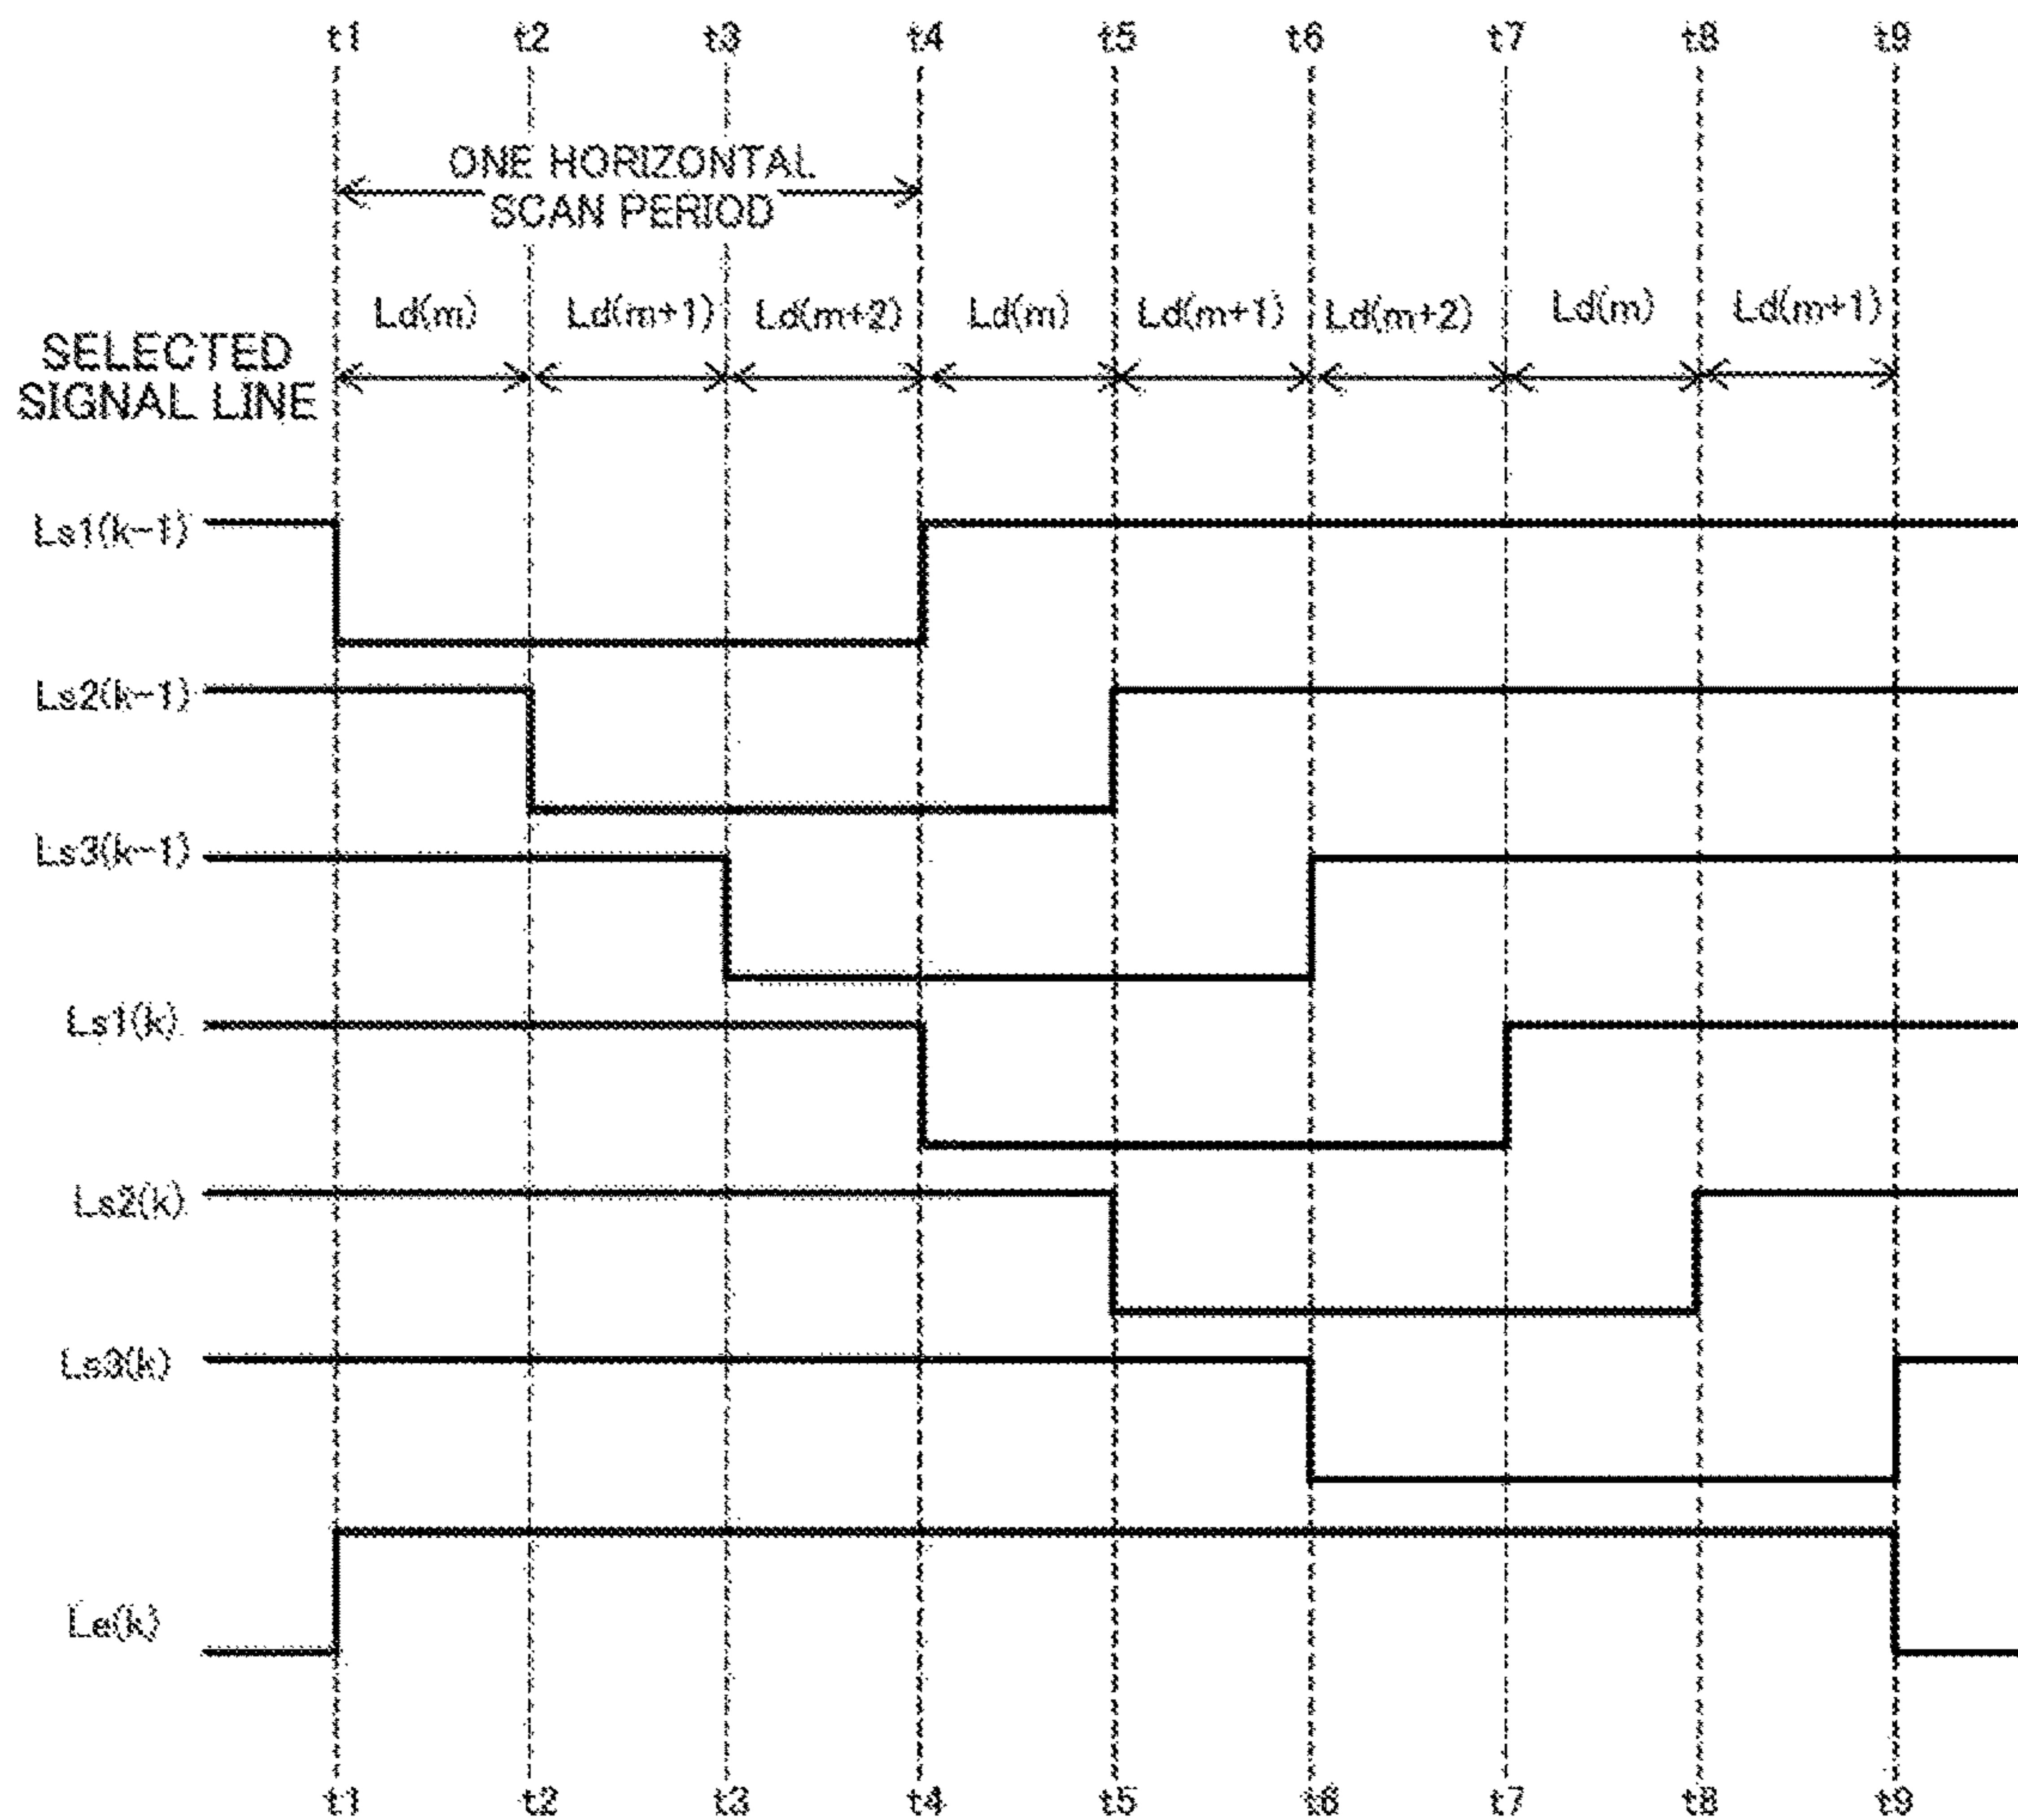 t1 t2 t3 t4 t5 t6 t7 t8 t9
ONE HORIZONTAL
SCAN PERIOD
Ld(m) Ld(m+1) Ld(m+2) Ld(m) Ld(m+1) Ld(m+2) Ld(m) Ld(m+1)
SELECTED
SIGNAL LINE
Ls1(k-1)
Ls2(k-1)
Ls3(k-1)
Ls1(k)
Ls2(k)
Ls3(k)
Le(k)
t1 t2 t3 t4 t5 t6 t7 t8 t9